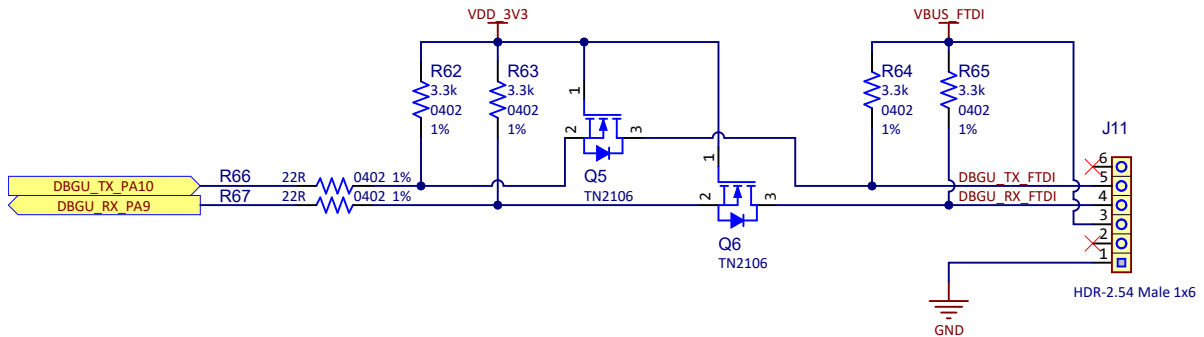 VDD_3V3
VBUS_FTDI
R62
3.3k
0402
1%
R63
3.3k
0402
1%
R64
3.3k
0402
1%
R65
3.3k
0402
1%
1
2
3
Q5
TN2106
1
2
3
Q6
TN2106
J11
6
5
4
3
2
1
HDR-2.54 Male 1x6
DBGU_TX_PA10
R66
22R
0402 1%
DBGU_TX_FTDI
DBGU_RX_PA9
R67
22R
0402 1%
DBGU_RX_FTDI
GND